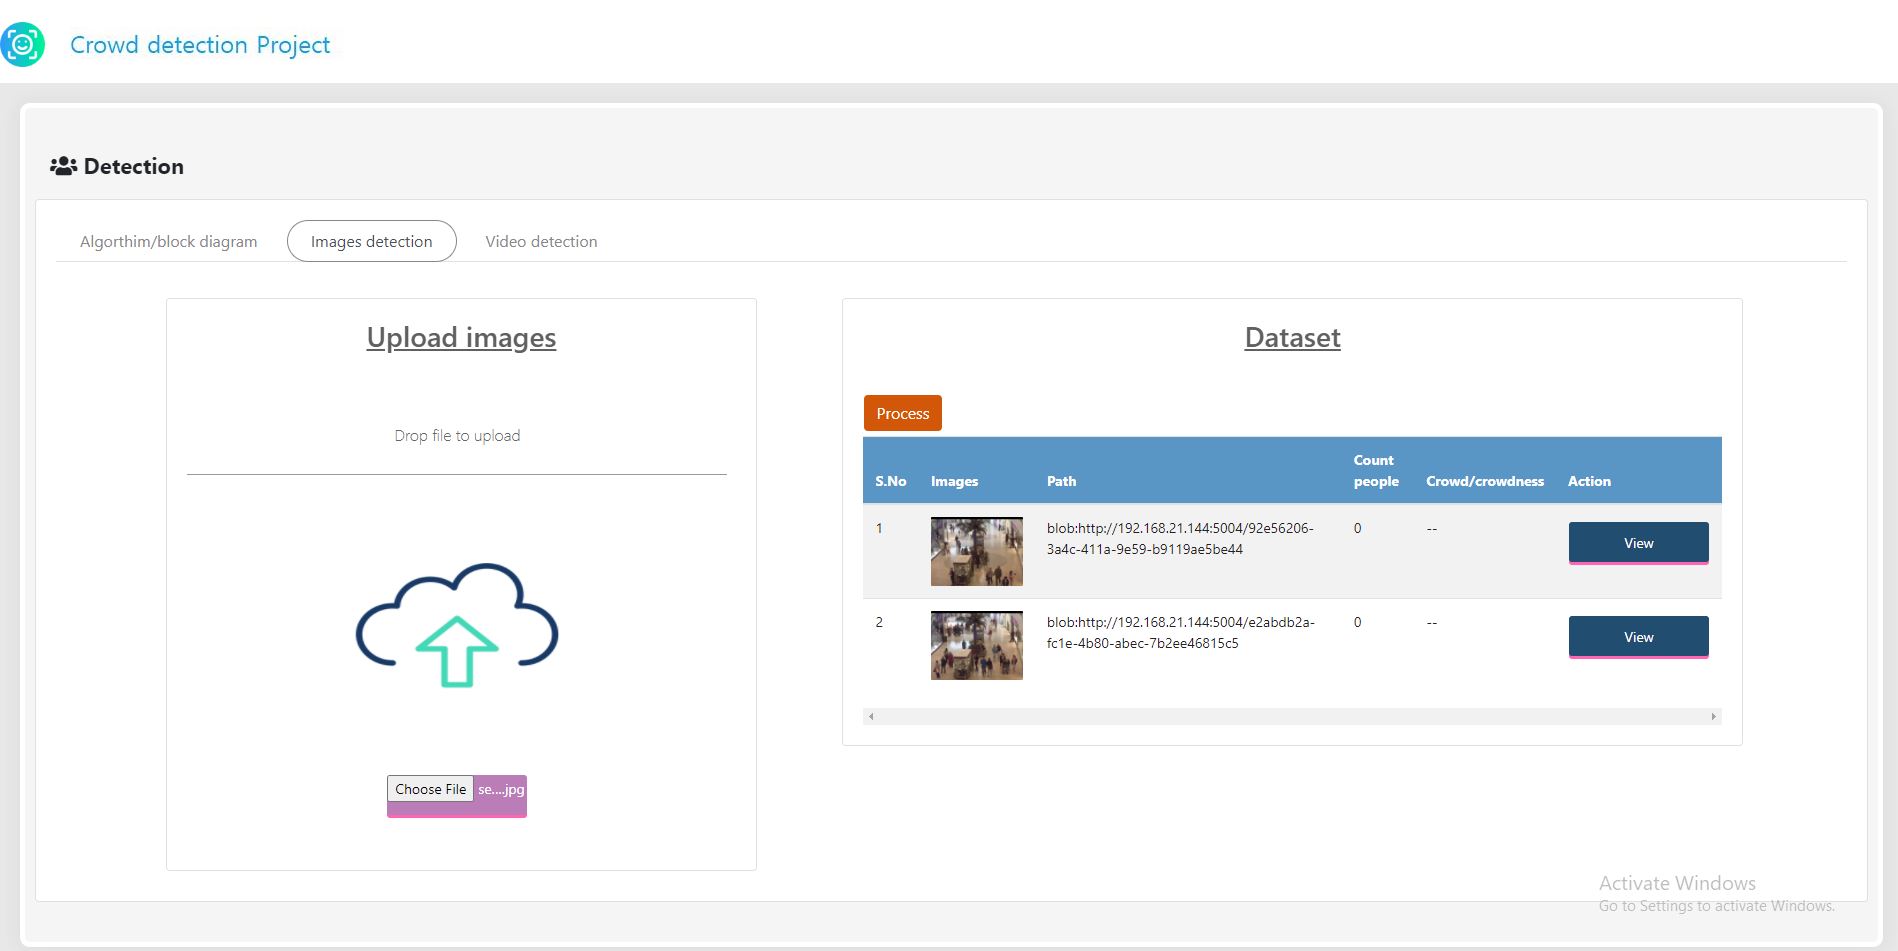 Crowd detection Project
Detection
Algorthim/block diagram
Images detection
Video detection
Upload images
Drop file to upload
Choose File se....jpg
Dataset
Process
S.No Images Path Count people Crowd/crowdness Action
1 blob:http://192.168.21.144:5004/92e56206- 0 -- View
3a4c-411a-9e59-b9119ae5be44
2 blob:http://192.168.21.144:5004/e2abdb2a- 0 -- View
fc1e-4b80-abec-7b2ee46815c5
Activate Windows
Go to Settings to activate Windows.